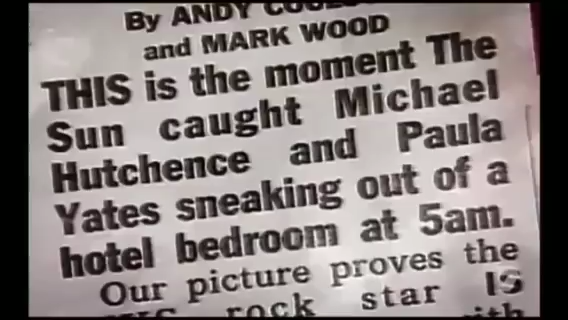 By ANDY
and MARK WOOD
THIS is the moment The
Sun caught Michael
Hutchence and Paula
Yates sneaking out of a
hotel bedroom at 5am.
Our picture proves the
rock star IS